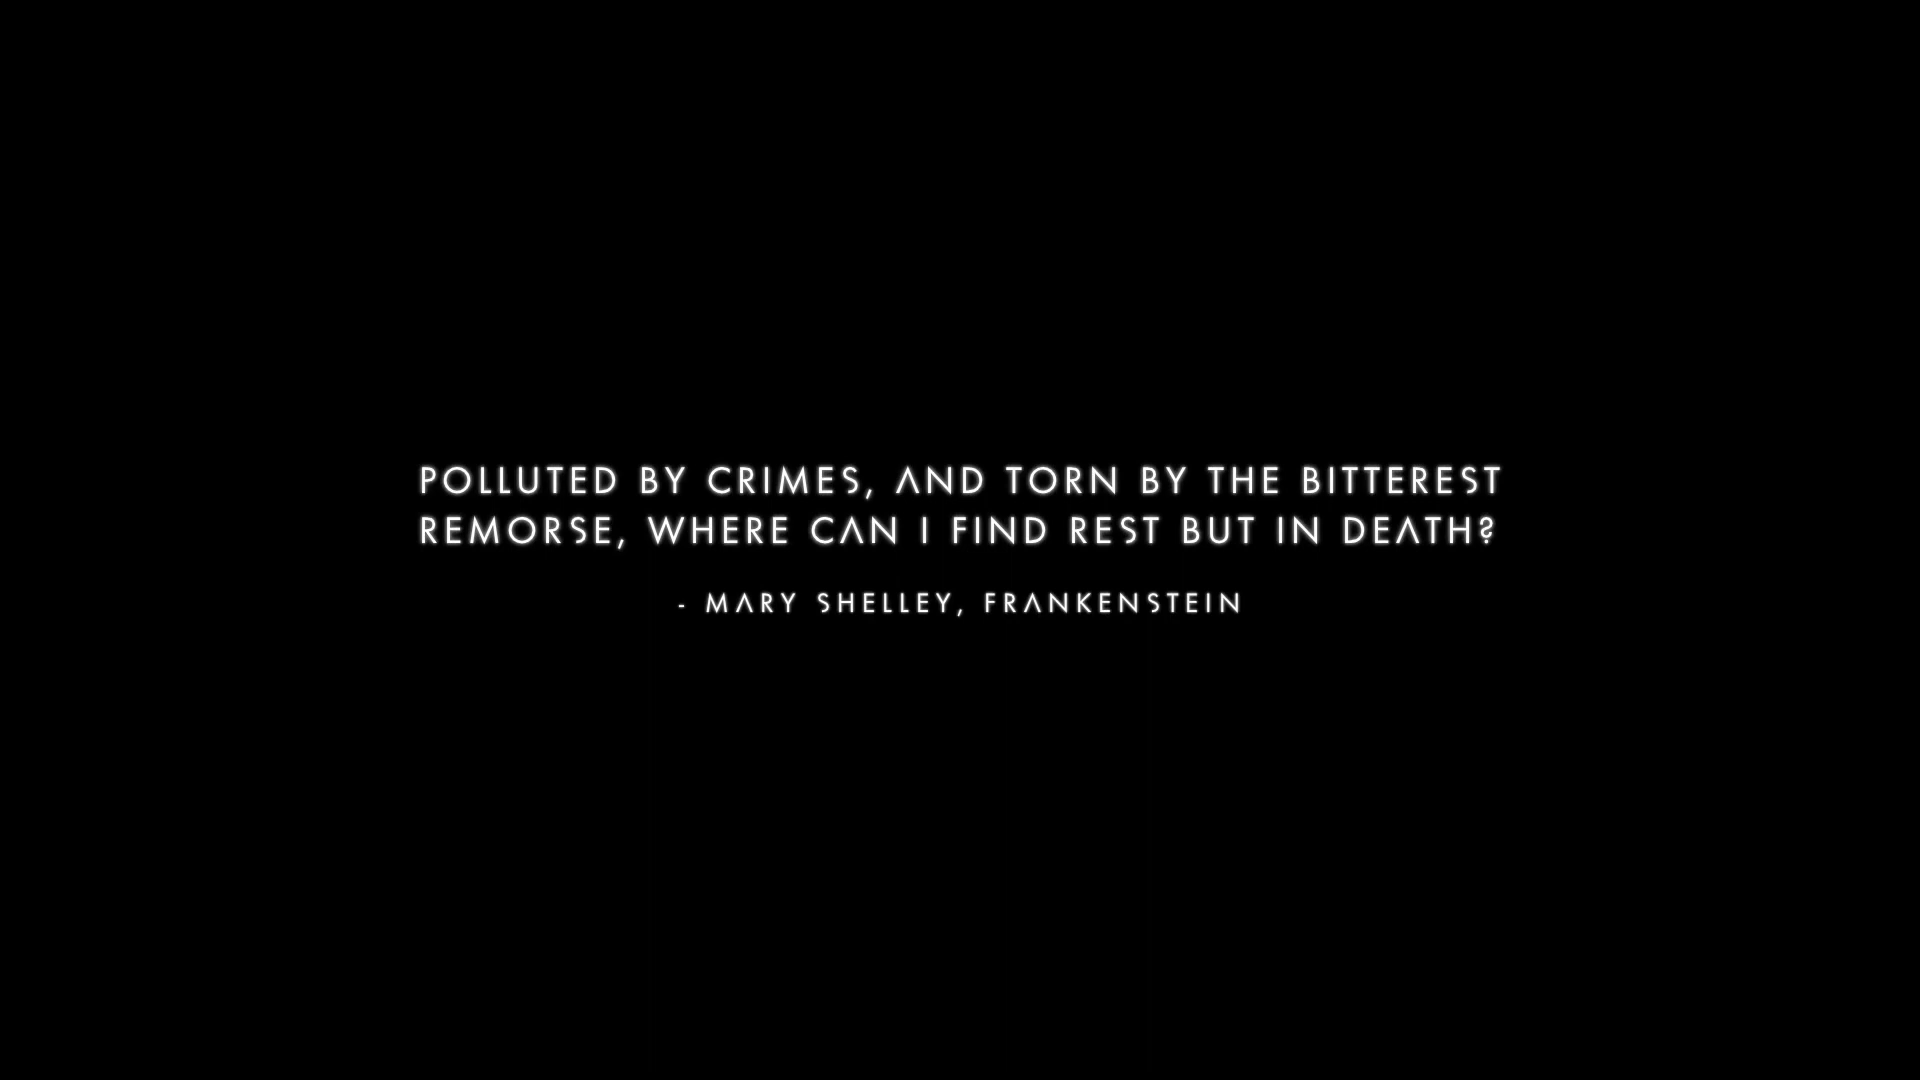 POLLUTED BY CRIMES, AND TORN BY THE BITTEREST
REMORSE, WHERE CAN I FIND REST BUT IN DEATH?
- MARY SHELLEY, FRANKENSTEIN